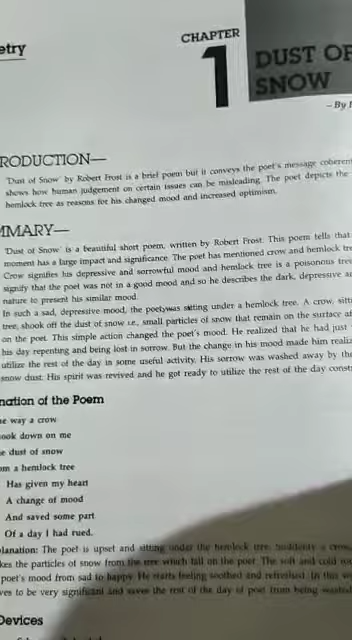 etry
CHAPTER
1
DUST OF
SNOW
– By
RODUCTION—
'Dust of Snow' by Robert Frost is a brief poem but it conveys the poet's message coherent
shows how human judgement on certain issues can be misleading. The poet depicts the
hemlock tree as reasons for his changed mood and increased optimism.
MMARY—
'Dust of Snow' is a beautiful short poem, written by Robert Frost. This poem tells that
moment has a large impact and significance. The poet has mentioned crow and hemlock tre
Crow signifies his depressive and sorrowful mood and hemlock tree is a poisonous tree
signify that the poet was not in a good mood and so he describes the dark, depressive a
nature to present his similar mood.
In such a sad, depressive mood, the poet was sitting under a hemlock tree. A crow, sitti
tree, shook off the dust of snow i.e., small particles of snow that remain on the surface af
on the poet. This simple action changed the poet's mood. He realized that he had just
his day repenting and being lost in sorrow. But the change in his mood made him realiz
utilize the rest of the day in some useful activity. His sorrow was washed away by the
snow dust. His spirit was revived and he got ready to utilize the rest of the day const
nation of the Poem
e way a crow
ook down on me
e dust of snow
om a hemlock tree
Has given my heart
A change of mood
And saved some part
Of a day I had rued.
lanation: The poet is upset and sitting under the hemlock tree. Suddenly a crow,
kes the particles of snow from the tree which fall on the poet. The soft and cold
poet's mood from sad to happy. He starts feeling soothed and refreshed. In this
ves to be very significant and saves the rest of the day of poet from being wasted
Devices